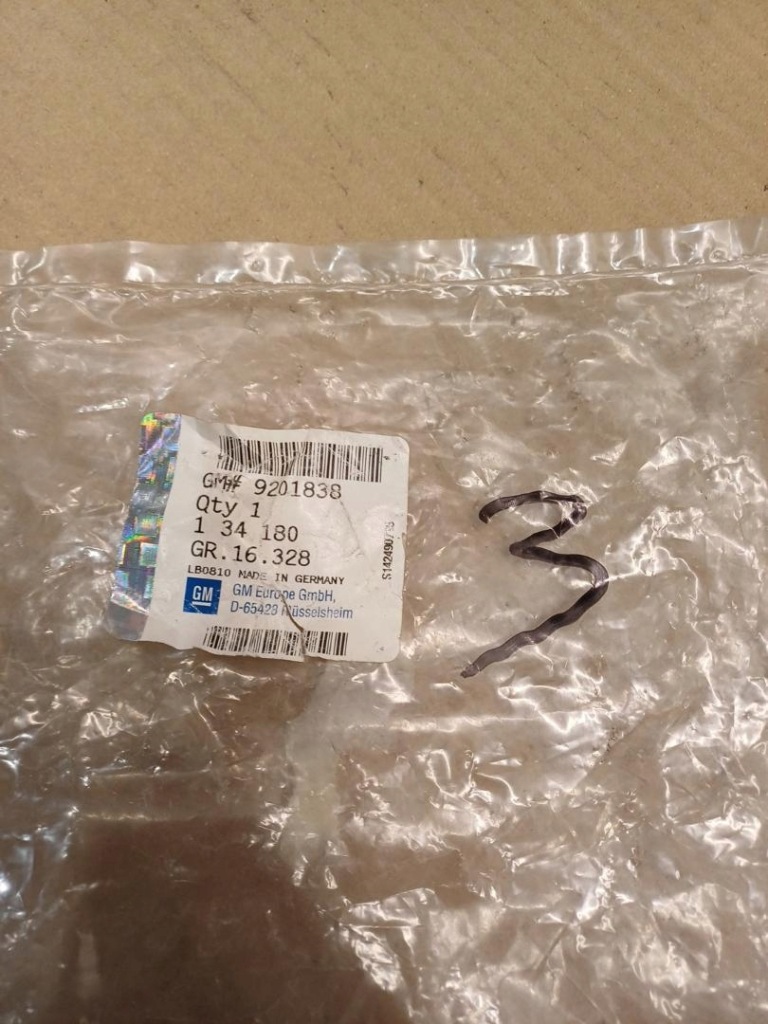 GM# 9201838
Qty 1
1 34 180
GR.16.328
LB0810 MADE IN GERMANY
GM
GM Europe GmbH,
D-65428 Rüsselsheim
3